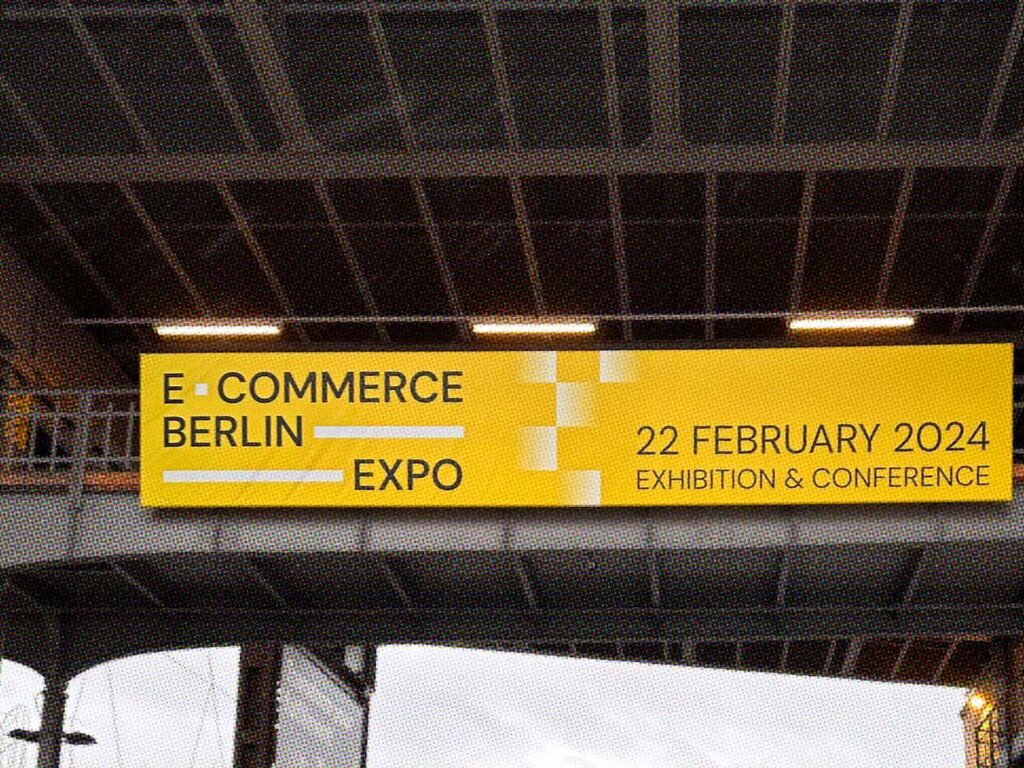 E·COMMERCE
BERLIN
EXPO
22 FEBRUARY 2024
EXHIBITION & CONFERENCE